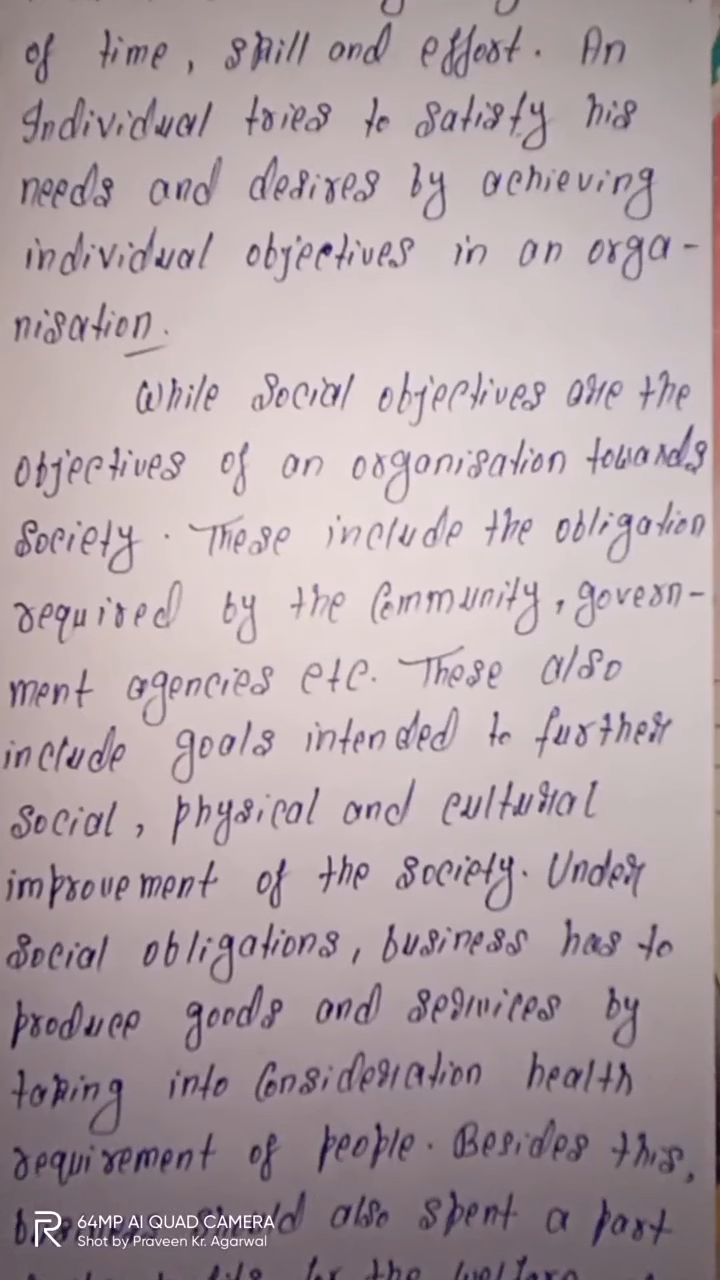 of time, skill and effort. An
Individual tries to satisfy his
needs and desires by achieving
individual objectives in an orga-
nisation.
While Social objectives are the
objectives of an organisation towards
Society. These include the obligation
required by the Community, govern-
ment agencies etc. These also
include goals intended to further
Social, physical and cultural
improvement of the society. Under
Social obligations, business has to
produce goods and services by
taking into Consideration health
requirement of people. Besides this,
should also spent a part
for the welfare
64MP AI QUAD CAMERA
Shot by Praveen Kr. Agarwal